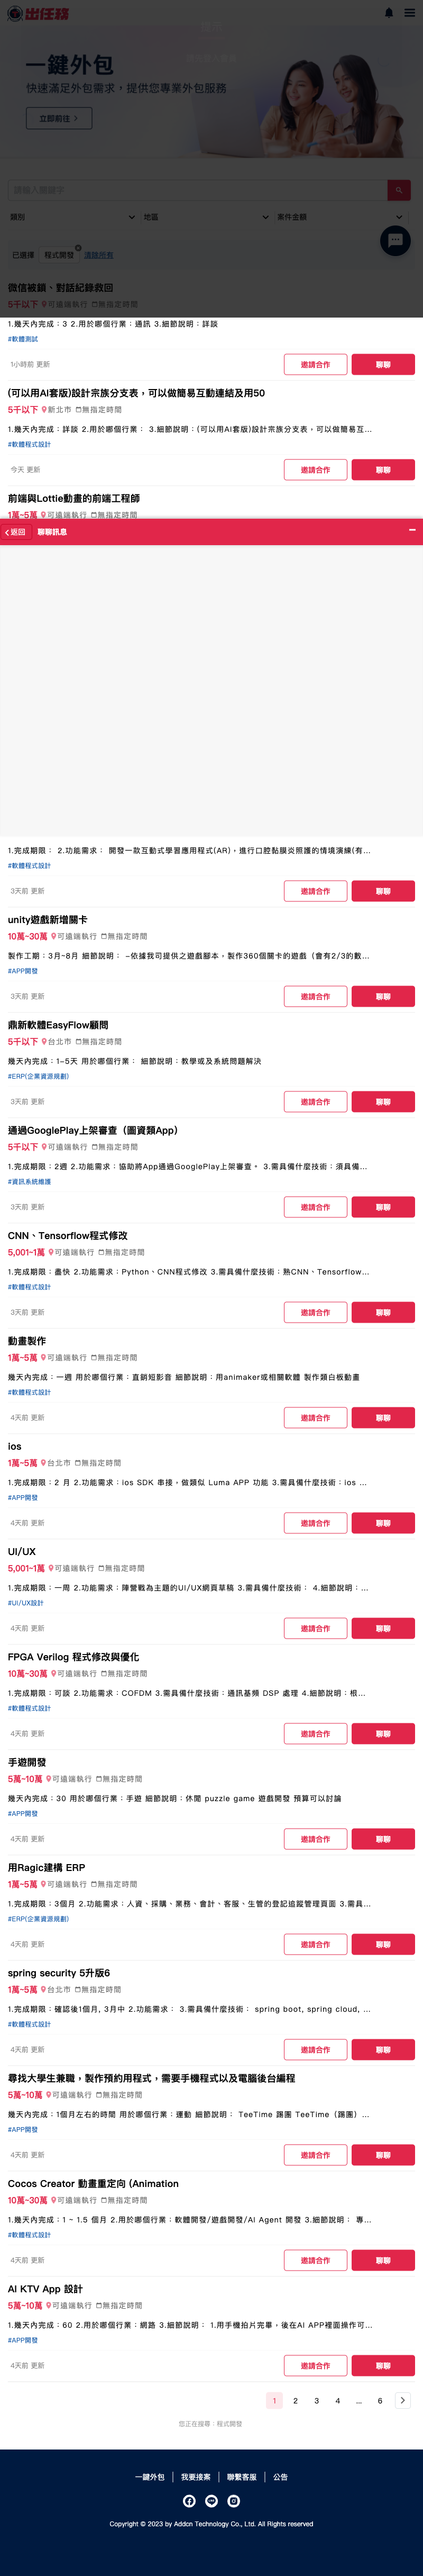 出任務
一鍵外包
快速滿足外包需求，提供您專業外包服務
立即前往
請輸入關鍵字
類別
地區
案件金額
已選擇
程式開發
清除所有
微信被鎖、對話紀錄救回
5千以下 可遠端執行 無指定時間
1.幾天內完成：3 2.用於哪個行業：通訊 3.細節說明：詳談
#軟體測試
1小時前 更新
邀請合作
聊聊
(可以用AI套版)設計宗族分支表，可以做簡易互動連結及用50
5千以下 新北市 無指定時間
1.幾天內完成：詳談 2.用於哪個行業： 3.細節說明：(可以用AI套版)設計宗族分支表，可以做簡易互...
#軟體程式設計
今天 更新
邀請合作
聊聊
前端與Lottie動畫的前端工程師
1萬~5萬 可遠端執行 無指定時間
返回
聊聊訊息
1.完成期限： 2.功能需求： 開發一款互動式學習應用程式(AR)，進行口腔黏膜炎照護的情境演練(有...
#軟體程式設計
3天前 更新
邀請合作
聊聊
unity遊戲新增關卡
10萬~30萬 可遠端執行 無指定時間
製作工期：3月~8月 細節說明： -依據我可提供之遊戲腳本，製作360個關卡的遊戲（會有2/3的數...
#APP開發
3天前 更新
邀請合作
聊聊
鼎新軟體EasyFlow顧問
5千以下 台北市 無指定時間
幾天內完成：1-5天 用於哪個行業： 細節說明：教學或及系統問題解決
#ERP(企業資源規劃)
3天前 更新
邀請合作
聊聊
通過GooglePlay上架審查（圖資類App）
5千以下 可遠端執行 無指定時間
1.完成期限：2週 2.功能需求：協助將App通過GooglePlay上架審查。 3.需具備什麼技術：須具備...
#資訊系統維護
3天前 更新
邀請合作
聊聊
CNN、Tensorflow程式修改
5,001~1萬 可遠端執行 無指定時間
1.完成期限：盡快 2.功能需求：Python、CNN程式修改 3.需具備什麼技術：熟CNN、Tensorflow...
#軟體程式設計
3天前 更新
邀請合作
聊聊
動畫製作
1萬~5萬 可遠端執行 無指定時間
幾天內完成：一週 用於哪個行業：直銷短影音 細節說明：用animaker或相關軟體 製作類白板動畫
#軟體程式設計
4天前 更新
邀請合作
聊聊
ios
1萬~5萬 台北市 無指定時間
1.完成期限：2 月 2.功能需求：ios SDK 串接，做類似 Luma APP 功能 3.需具備什麼技術：ios ...
#APP開發
4天前 更新
邀請合作
聊聊
UI/UX
5,001~1萬 可遠端執行 無指定時間
1.完成期限：一周 2.功能需求：陣營戰為主題的UI/UX網頁草稿 3.需具備什麼技術： 4.細節說明：...
#UI/UX設計
4天前 更新
邀請合作
聊聊
FPGA Verilog 程式修改與優化
10萬~30萬 可遠端執行 無指定時間
1.完成期限：可談 2.功能需求：COFDM 3.需具備什麼技術：通訊基頻 DSP 處理 4.細節說明：根...
#軟體程式設計
4天前 更新
邀請合作
聊聊
手遊開發
5萬~10萬 可遠端執行 無指定時間
幾天內完成：30 用於哪個行業：手遊 細節說明：休閒 puzzle game 遊戲開發 預算可以討論
#APP開發
4天前 更新
邀請合作
聊聊
用Ragic建構 ERP
1萬~5萬 可遠端執行 無指定時間
1.完成期限：3個月 2.功能需求：人資、採購、業務、會計、客服、生管的登記追蹤管理頁面 3.需具...
#ERP(企業資源規劃)
4天前 更新
邀請合作
聊聊
spring security 5升版6
1萬~5萬 台北市 無指定時間
1.完成期限：確認後1個月, 3月中 2.功能需求： 3.需具備什麼技術： spring boot, spring cloud, ...
#軟體程式設計
4天前 更新
邀請合作
聊聊
尋找大學生兼職，製作預約用程式，需要手機程式以及電腦後台編程
5萬~10萬 可遠端執行 無指定時間
幾天內完成：1個月左右的時間 用於哪個行業：運動 細節說明： TeeTime 踢團 TeeTime（踢團）...
#APP開發
4天前 更新
邀請合作
聊聊
Cocos Creator 動畫重定向 (Animation
10萬~30萬 可遠端執行 無指定時間
1.幾天內完成：1 ~ 1.5 個月 2.用於哪個行業：軟體開發/遊戲開發/AI Agent 開發 3.細節說明： 專...
#軟體程式設計
4天前 更新
邀請合作
聊聊
AI KTV App 設計
5萬~10萬 可遠端執行 無指定時間
1.幾天內完成：60 2.用於哪個行業：網路 3.細節說明： 1.用手機拍片完畢，後在AI APP裡面操作可...
#APP開發
4天前 更新
邀請合作
聊聊
1 2 3 4 ... 6
您正在搜尋：程式開發
一鍵外包 我要接案 聯繫客服 公告
Copyright © 2023 by Addcn Technology Co., Ltd. All Rights reserved